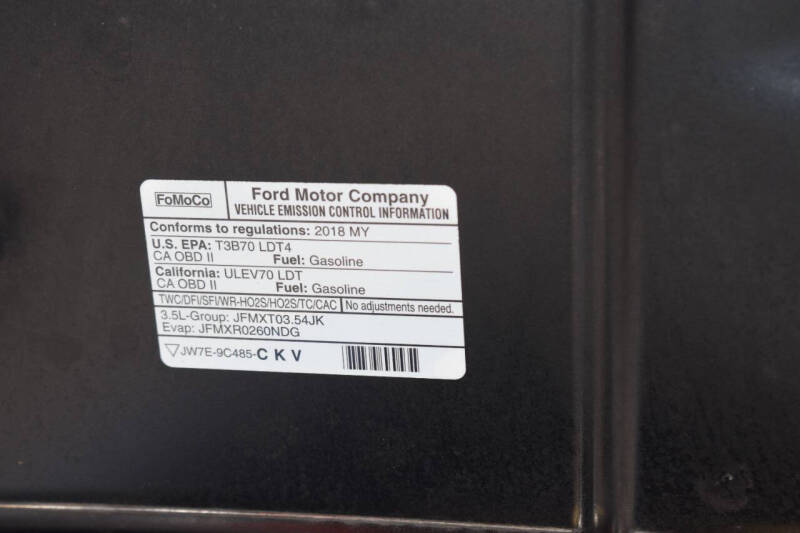 FoMoCo
Ford Motor Company
VEHICLE EMISSION CONTROL INFORMATION
Conforms to regulations: 2018 MY
U.S. EPA: T3B70 LDT4
CA OBD II Fuel: Gasoline
California: ULEV70 LDT
CA OBD II Fuel: Gasoline
TWC/DFI/SFI/WR-HO2S/HO2S/TC/CAC No adjustments needed.
3.5L-Group: JFMXT03.54JK
Evap: JFMXR0260NDG
JW7E-9C485-C K V